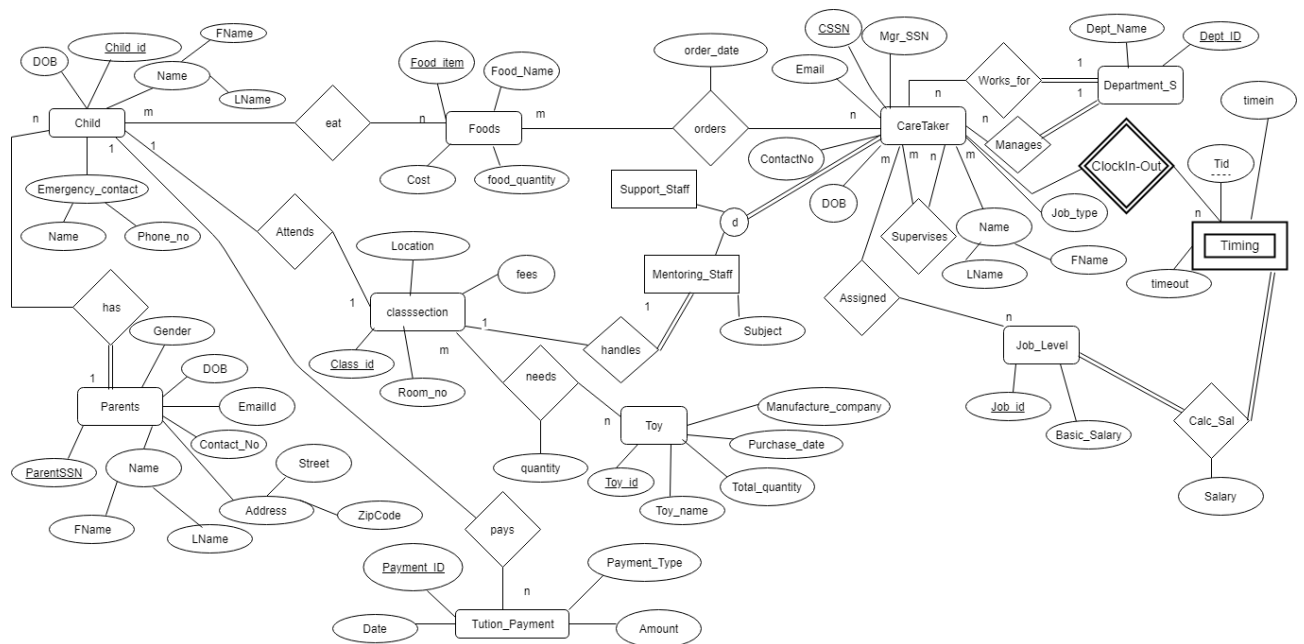 CSSN
Mgr_SSN
Dept_Name
Dept_ID
FName
Child_id
DOB
Name
LName
Food_item
Food_Name
order_date
Email
Works_for
1
Department_S
1
timein
n
m
Child
eat
n
Foods
m
orders
n
CareTaker
n
n
Manages
1
1
ContactNo
m
m
n
m
ClockIn-Out
Tid
Emergency_contact
Cost
food_quantity
Support_Staff
DOB
Name
Job_type
n
Name
Phone_no
Attends
Location
d
Supervises
Timing
fees
Mentoring_Staff
LName
FName
timeout
has
1
classsection
1
1
Assigned
Gender
Subject
n
Job_Level
Class_id
handles
DOB
m
needs
1
Parents
EmailId
Room_no
Manufacture_company
Job_id
Calc_Sal
Contact_No
n
Toy
Purchase_date
Basic_Salary
ParentSSN
Name
Street
quantity
Toy_id
Total_quantity
Salary
Address
ZipCode
Toy_name
FName
LName
pays
Payment_ID
Payment_Type
n
Date
Tution_Payment
Amount